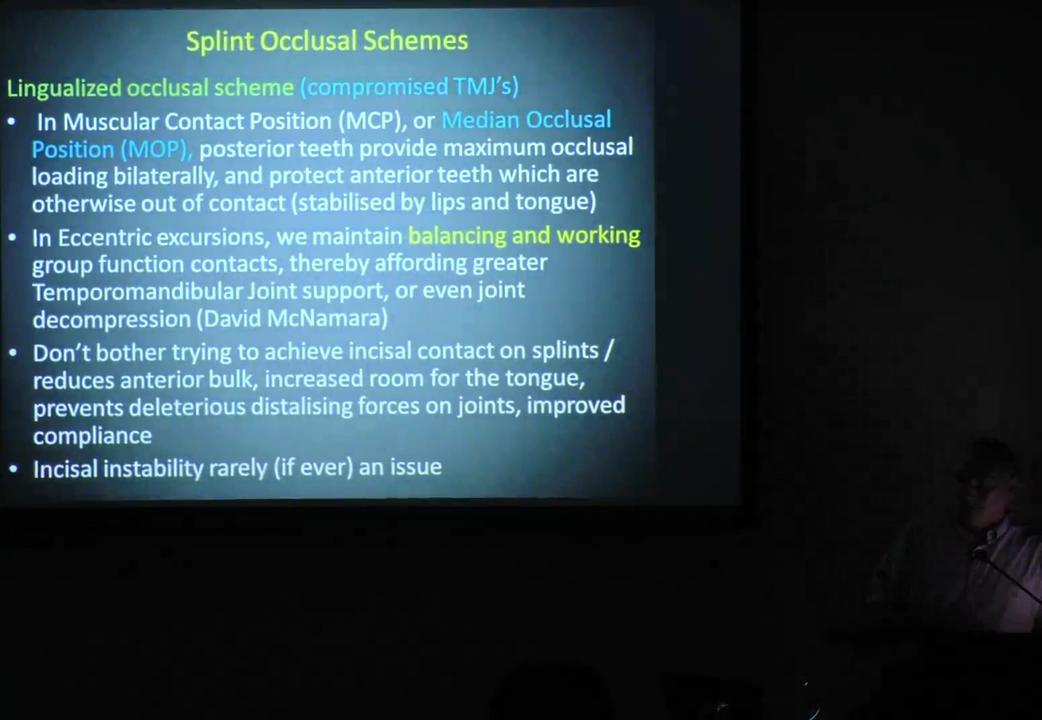 Splint Occlusal Schemes
Lingualized occlusal scheme (compromised TMJ's)
• In Muscular Contact Position (MCP), or Median Occlusal
Position (MOP), posterior teeth provide maximum occlusal
loading bilaterally, and protect anterior teeth which are
otherwise out of contact (stabilised by lips and tongue)
• In Eccentric excursions, we maintain balancing and working
group function contacts, thereby affording greater
Temporomandibular Joint support, or even joint
decompression (David McNamara)
• Don't bother trying to achieve incisal contact on splints /
reduces anterior bulk, increased room for the tongue,
prevents deleterious distalising forces on joints, improved
compliance
• Incisal instability rarely (if ever) an issue